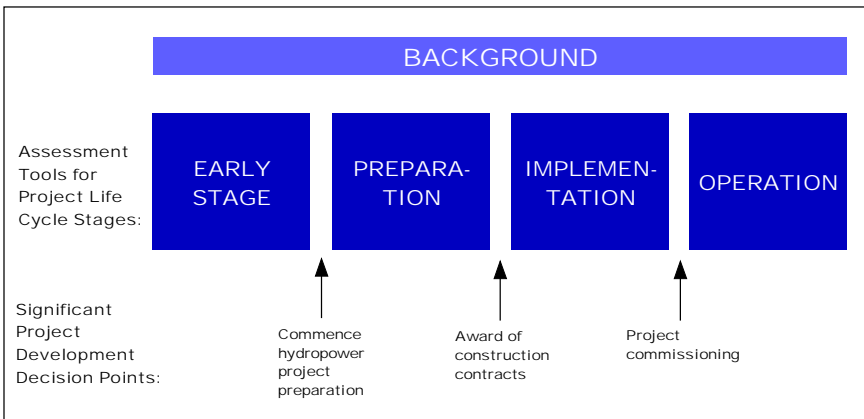 BACKGROUND
Assessment
Tools for
Project Life
Cycle Stages:
EARLY
STAGE
PREPARA-
TION
IMPLEMEN-
TATION
OPERATION
Significant
Project
Development
Decision Points:
Commence
hydropower
project
preparation
Award of
construction
contracts
Project
commissioning